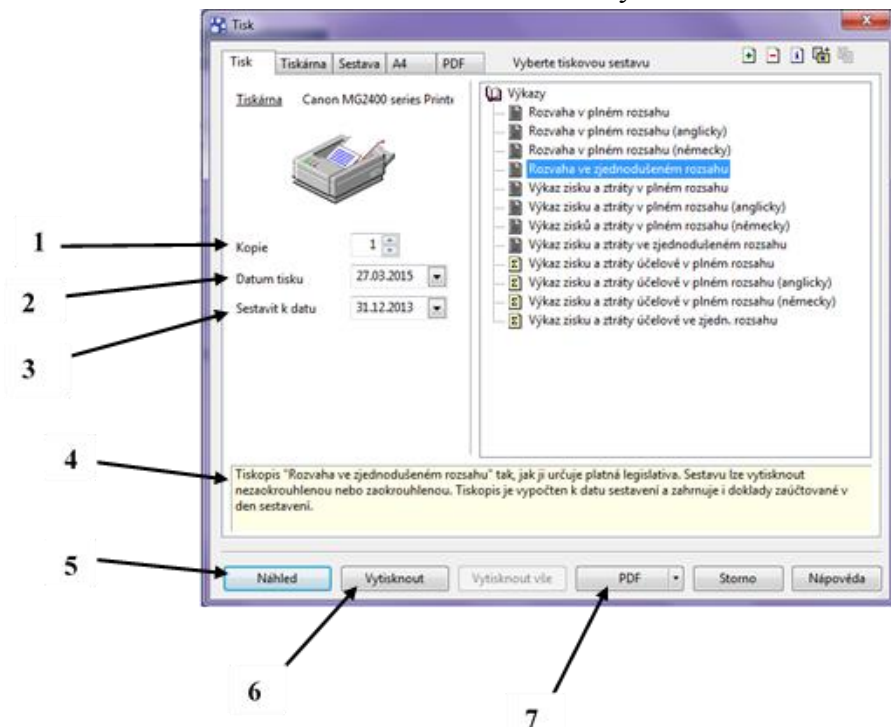 Tisk
Tisk Tiskárna Sestava A4 PDF Vyberte tiskovou sestavu
Tiskárna Canon MG2400 series Printe
Výkazy
Rozvaha v plném rozsahu
Rozvaha v plném rozsahu (anglicky)
Rozvaha v plném rozsahu (německy)
Rozvaha ve zjednodušeném rozsahu
Výkaz zisku a ztráty v plném rozsahu
Výkaz zisku a ztráty v plném rozsahu (anglicky)
Výkaz zisků a ztráty v plném rozsahu (německy)
Výkaz zisku a ztráty ve zjednodušeném rozsahu
Výkaz zisku a ztráty účelové v plném rozsahu
Výkaz zisku a ztráty účelové v plném rozsahu (anglicky)
Výkaz zisku a ztráty účelové v plném rozsahu (německy)
Výkaz zisku a ztráty účelové ve zjedn. rozsahu
1
Kopie 1
2
Datum tisku 27.03.2015
3
Sestavit k datu 31.12.2013
4
Tiskopis "Rozvaha ve zjednodušeném rozsahu" tak, jak ji určuje platná legislativa. Sestavu lze vytisknout
nezaokrouhlenou nebo zaokrouhlenou. Tiskopis je vypočten k datu sestavení a zahrnuje i doklady zaúčtované v
den sestavení.
5
Náhled Vytisknout Vytisknout vše PDF Storno Nápověda
6
7